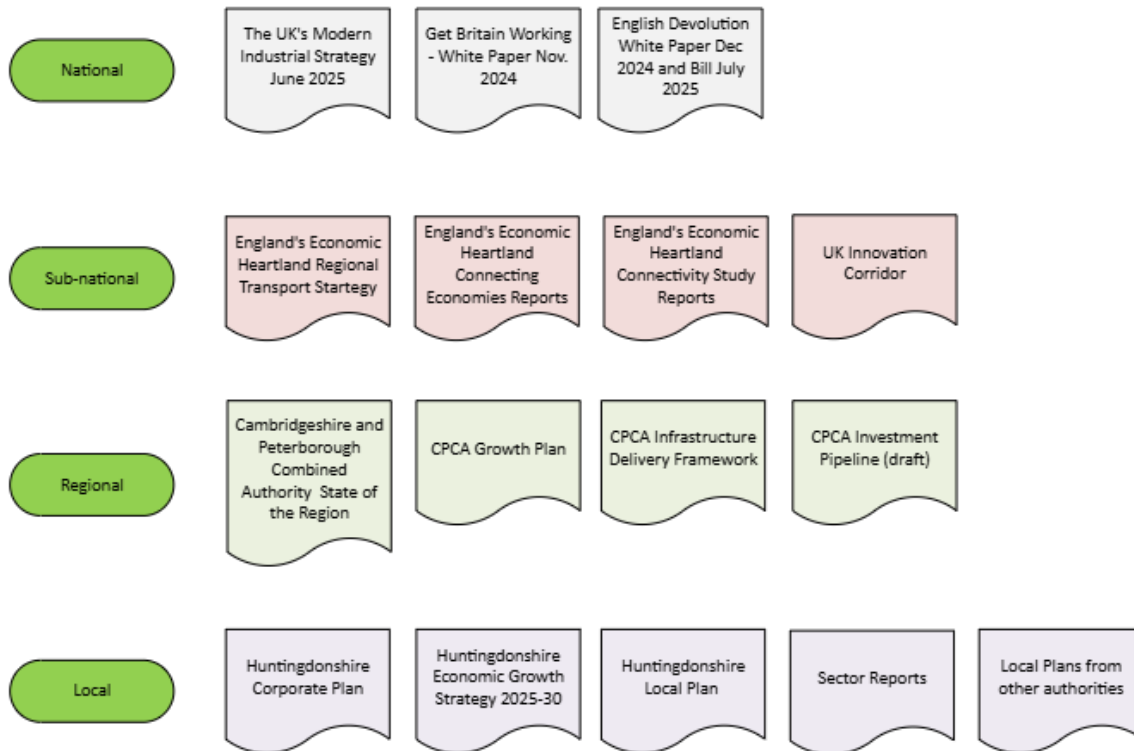 National
The UK's Modern
Industrial Strategy
June 2025
Get Britain Working
- White Paper Nov.
2024
English Devolution
White Paper Dec
2024 and Bill July
2025
Sub-national
England's Economic
Heartland Regional
Transport Startegy
England's Economic
Heartland
Connecting
Economies Reports
England's Economic
Heartland
Connectivity Study
Reports
UK Innovation
Corridor
Regional
Cambridgeshire and
Peterborough
Combined
Authority State of
the Region
CPCA Growth Plan
CPCA Infrastructure
Delivery Framework
CPCA Investment
Pipeline (draft)
Local
Huntingdonshire
Corporate Plan
Huntingdonshire
Economic Growth
Strategy 2025-30
Huntingdonshire
Local Plan
Sector Reports
Local Plans from
other authorities